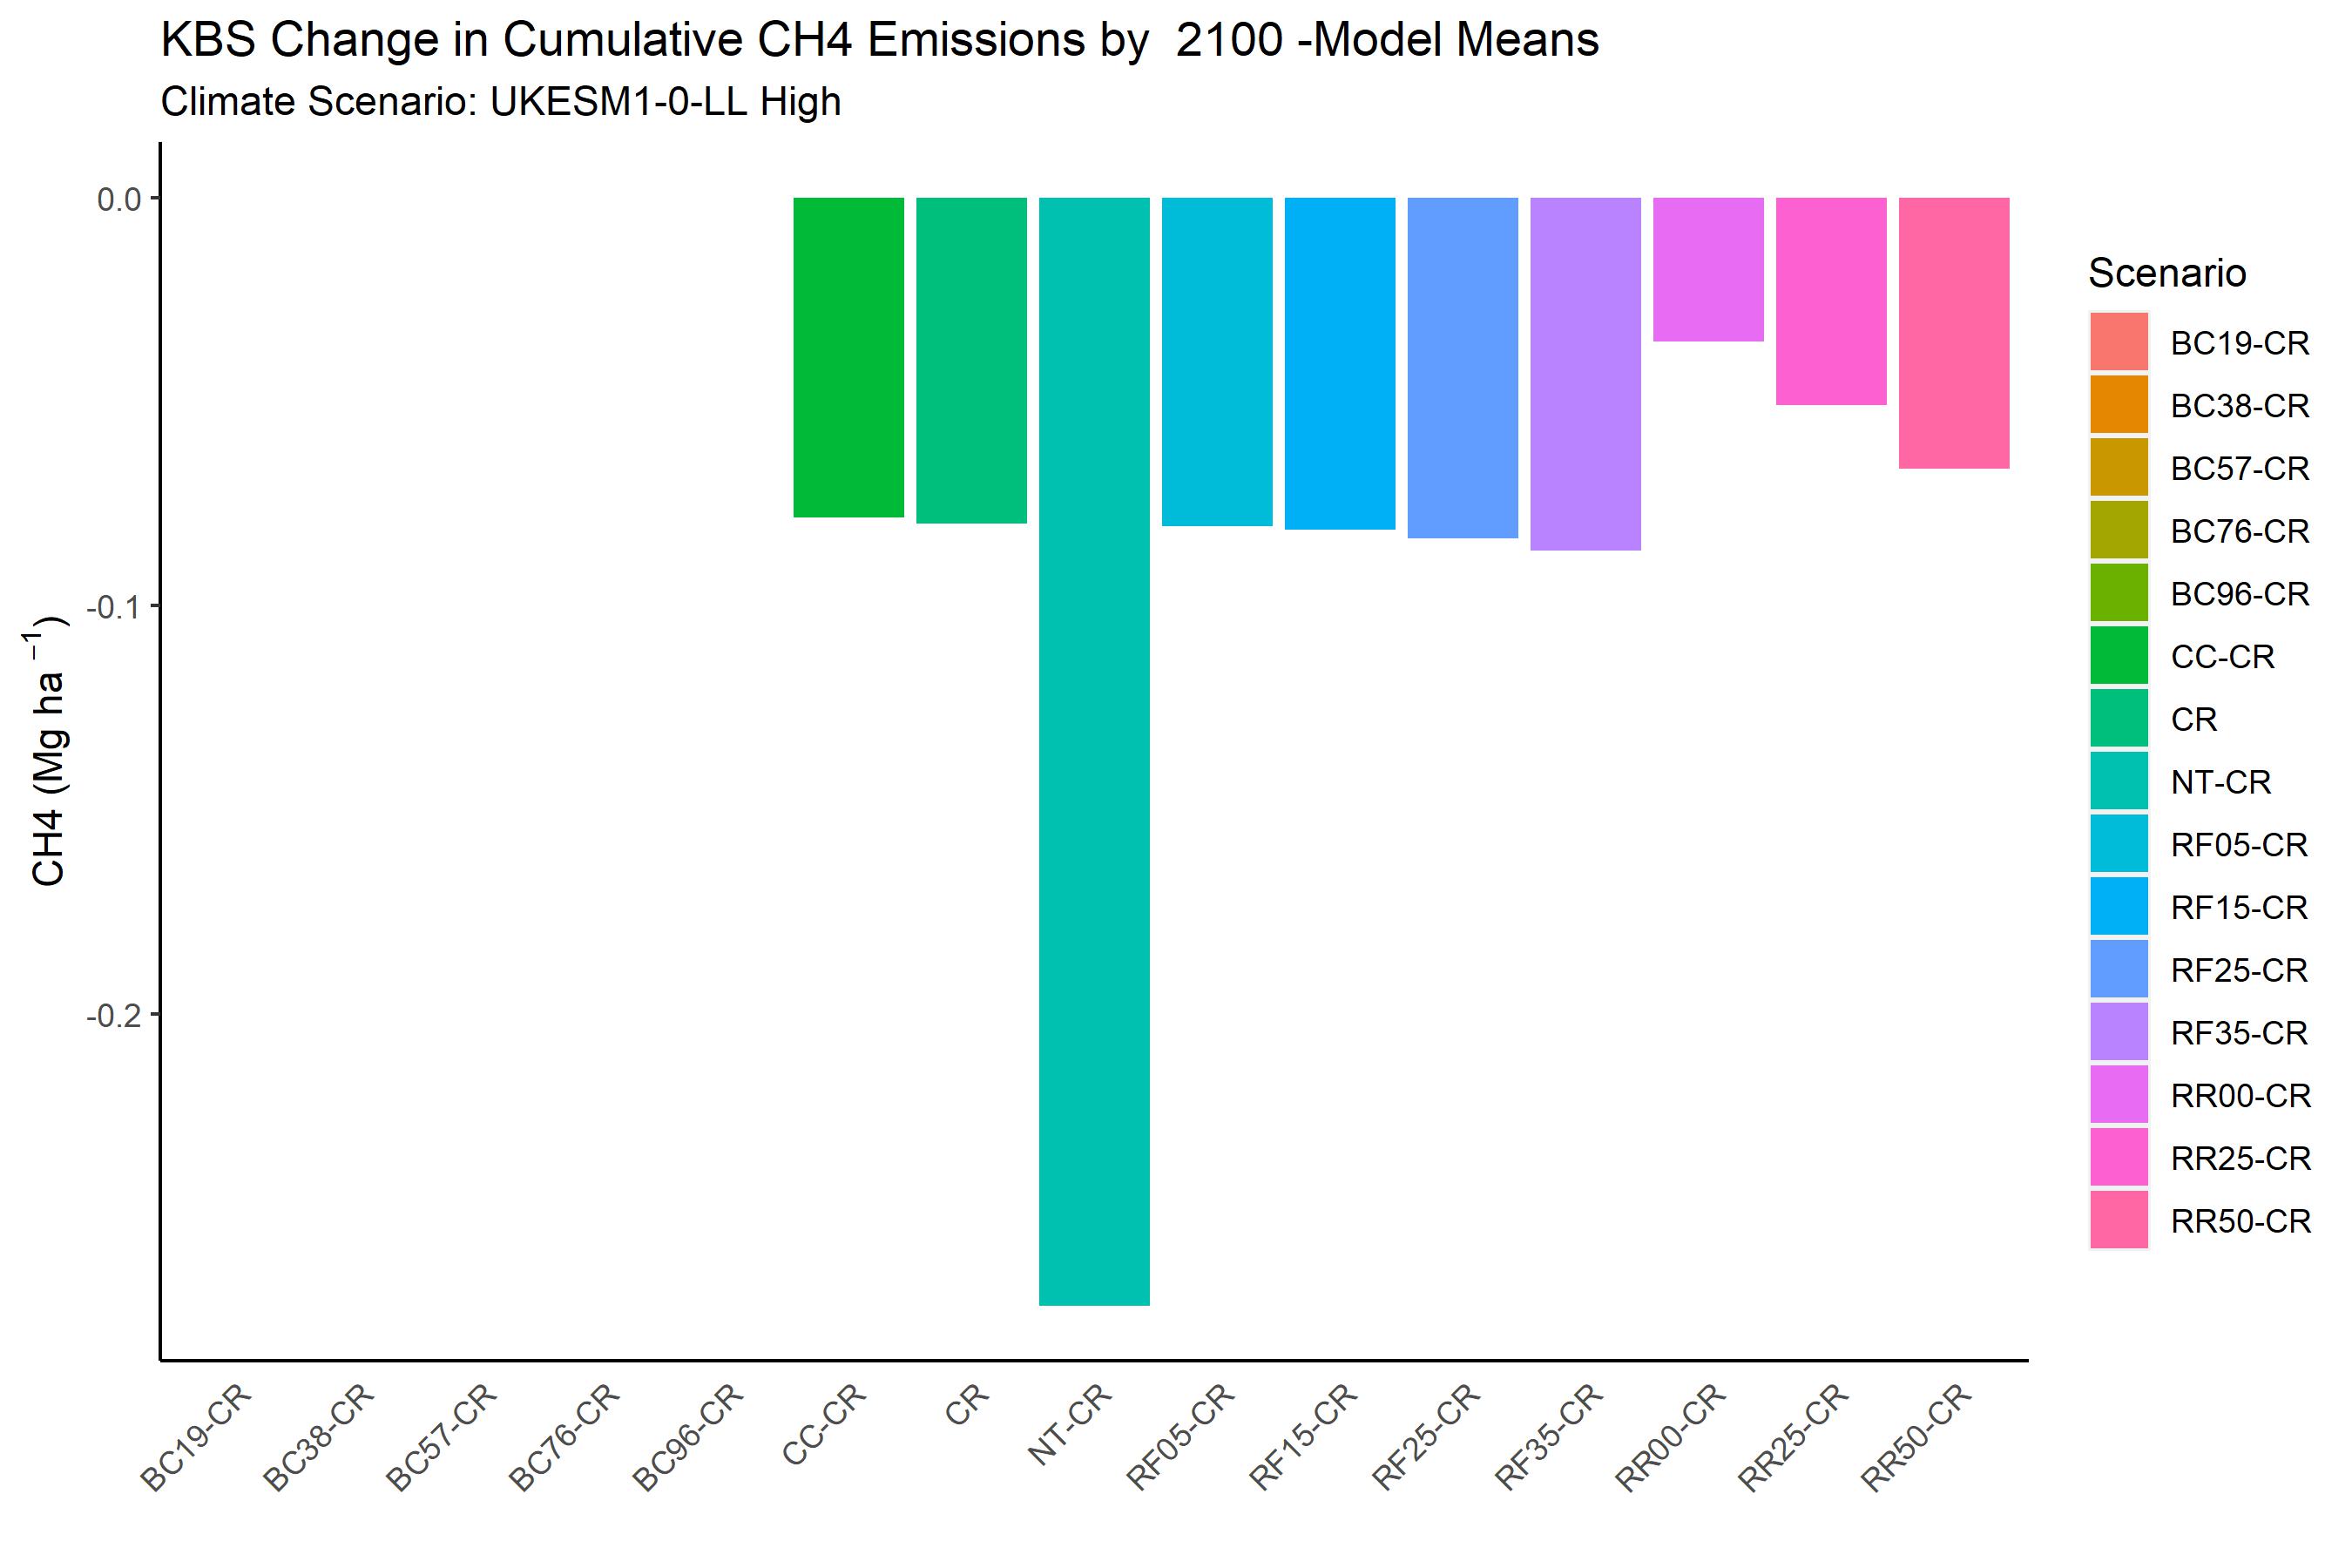 KBS Change in Cumulative CH4 Emissions by  2100 -Model Means
Climate Scenario: UKESM1-0-LL High
CH4 (Mg ha −1)
0.0
-0.1
-0.2
BC19-CR
BC38-CR
BC57-CR
BC76-CR
BC96-CR
CC-CR
CR
NT-CR
RF05-CR
RF15-CR
RF25-CR
RF35-CR
RR00-CR
RR25-CR
RR50-CR
Scenario
BC19-CR
BC38-CR
BC57-CR
BC76-CR
BC96-CR
CC-CR
CR
NT-CR
RF05-CR
RF15-CR
RF25-CR
RF35-CR
RR00-CR
RR25-CR
RR50-CR